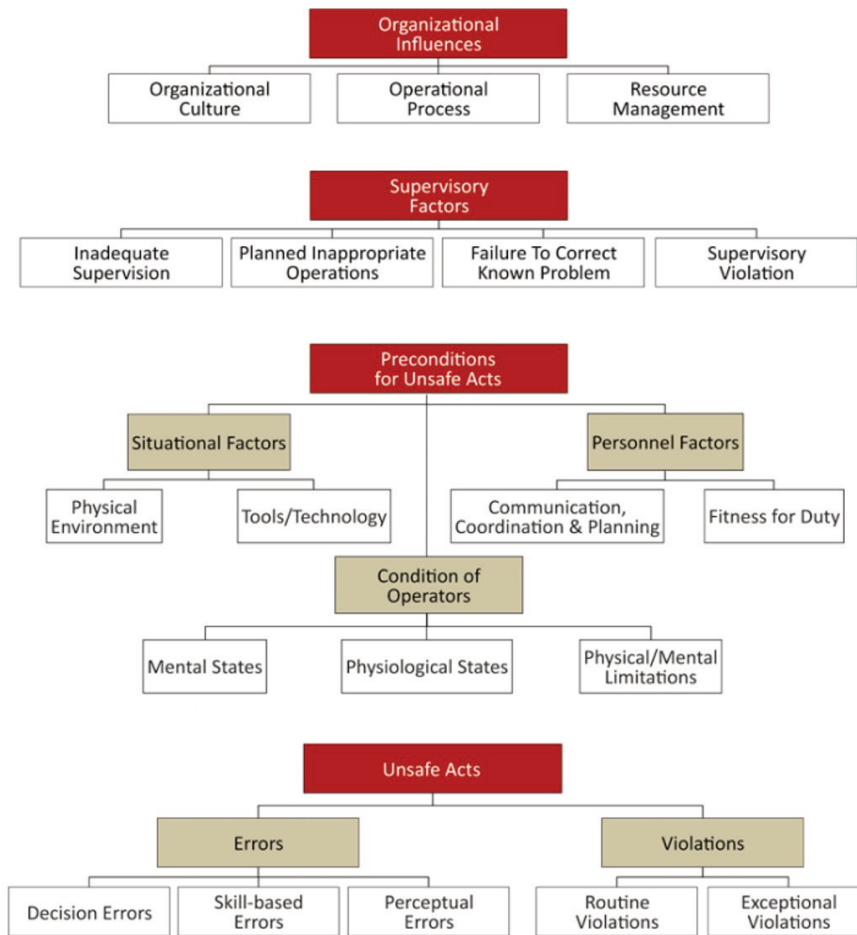 Organizational
Influences
Organizational
Culture
Operational
Process
Resource
Management
Supervisory
Factors
Inadequate
Supervision
Planned Inappropriate
Operations
Failure To Correct
Known Problem
Supervisory
Violation
Preconditions
for Unsafe Acts
Situational Factors
Personnel Factors
Physical
Environment
Tools/Technology
Communication,
Coordination & Planning
Fitness for Duty
Condition of
Operators
Mental States
Physiological States
Physical/Mental
Limitations
Unsafe Acts
Errors
Violations
Decision Errors
Skill-based
Errors
Perceptual
Errors
Routine
Violations
Exceptional
Violations